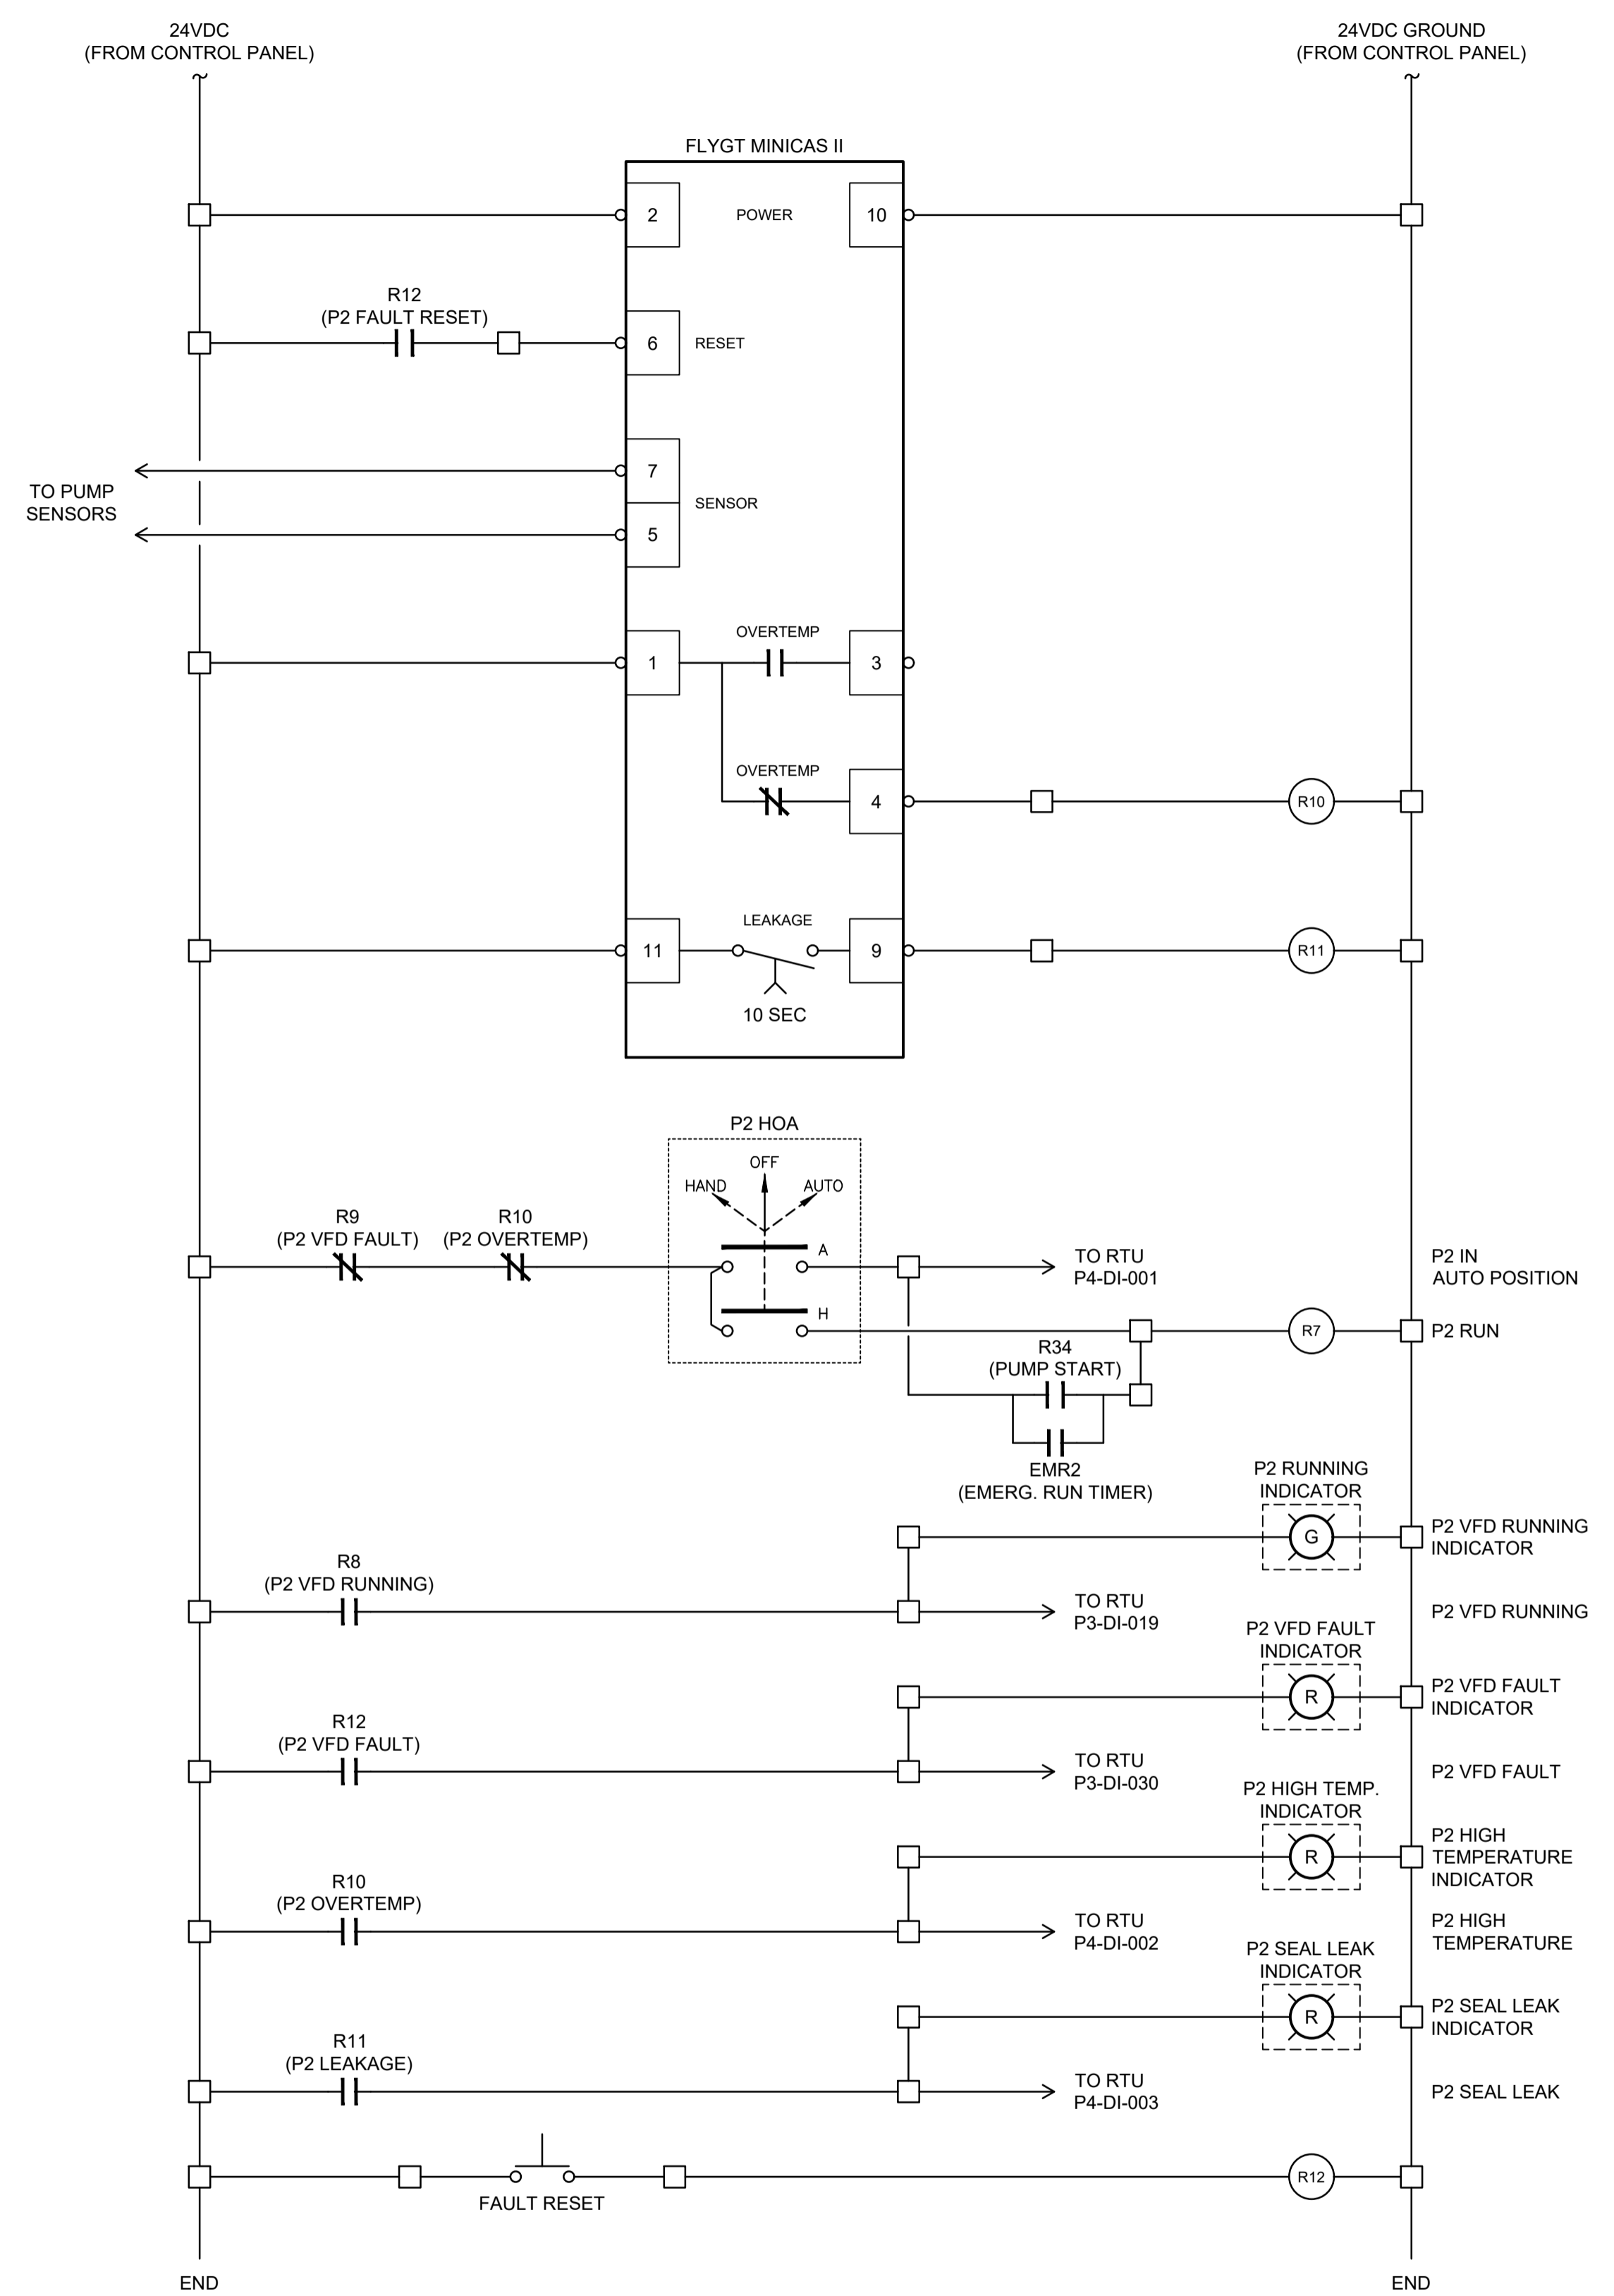 24VDC
(FROM CONTROL PANEL)
24VDC GROUND
(FROM CONTROL PANEL)
FLYGT MINICAS II
2
POWER
10
R12
(P2 FAULT RESET)
6
RESET
TO PUMP
SENSORS
7
SENSOR
5
OVERTEMP
1
3
OVERTEMP
4
R10
LEAKAGE
11
9
R11
10 SEC
P2 HOA
OFF
HAND
AUTO
R9
(P2 VFD FAULT)
R10
(P2 OVERTEMP)
A
TO RTU
P4-DI-001
P2 IN
AUTO POSITION
H
R7
P2 RUN
R34
(PUMP START)
EMR2
(EMERG. RUN TIMER)
P2 RUNNING
INDICATOR
G
P2 VFD RUNNING
INDICATOR
R8
(P2 VFD RUNNING)
TO RTU
P3-DI-019
P2 VFD RUNNING
P2 VFD FAULT
INDICATOR
R
P2 VFD FAULT
INDICATOR
R12
(P2 VFD FAULT)
TO RTU
P3-DI-030
P2 VFD FAULT
P2 HIGH TEMP.
INDICATOR
R
P2 HIGH
TEMPERATURE
INDICATOR
R10
(P2 OVERTEMP)
TO RTU
P4-DI-002
P2 HIGH
TEMPERATURE
P2 SEAL LEAK
INDICATOR
R
P2 SEAL LEAK
INDICATOR
R11
(P2 LEAKAGE)
TO RTU
P4-DI-003
P2 SEAL LEAK
FAULT RESET
R12
END
END